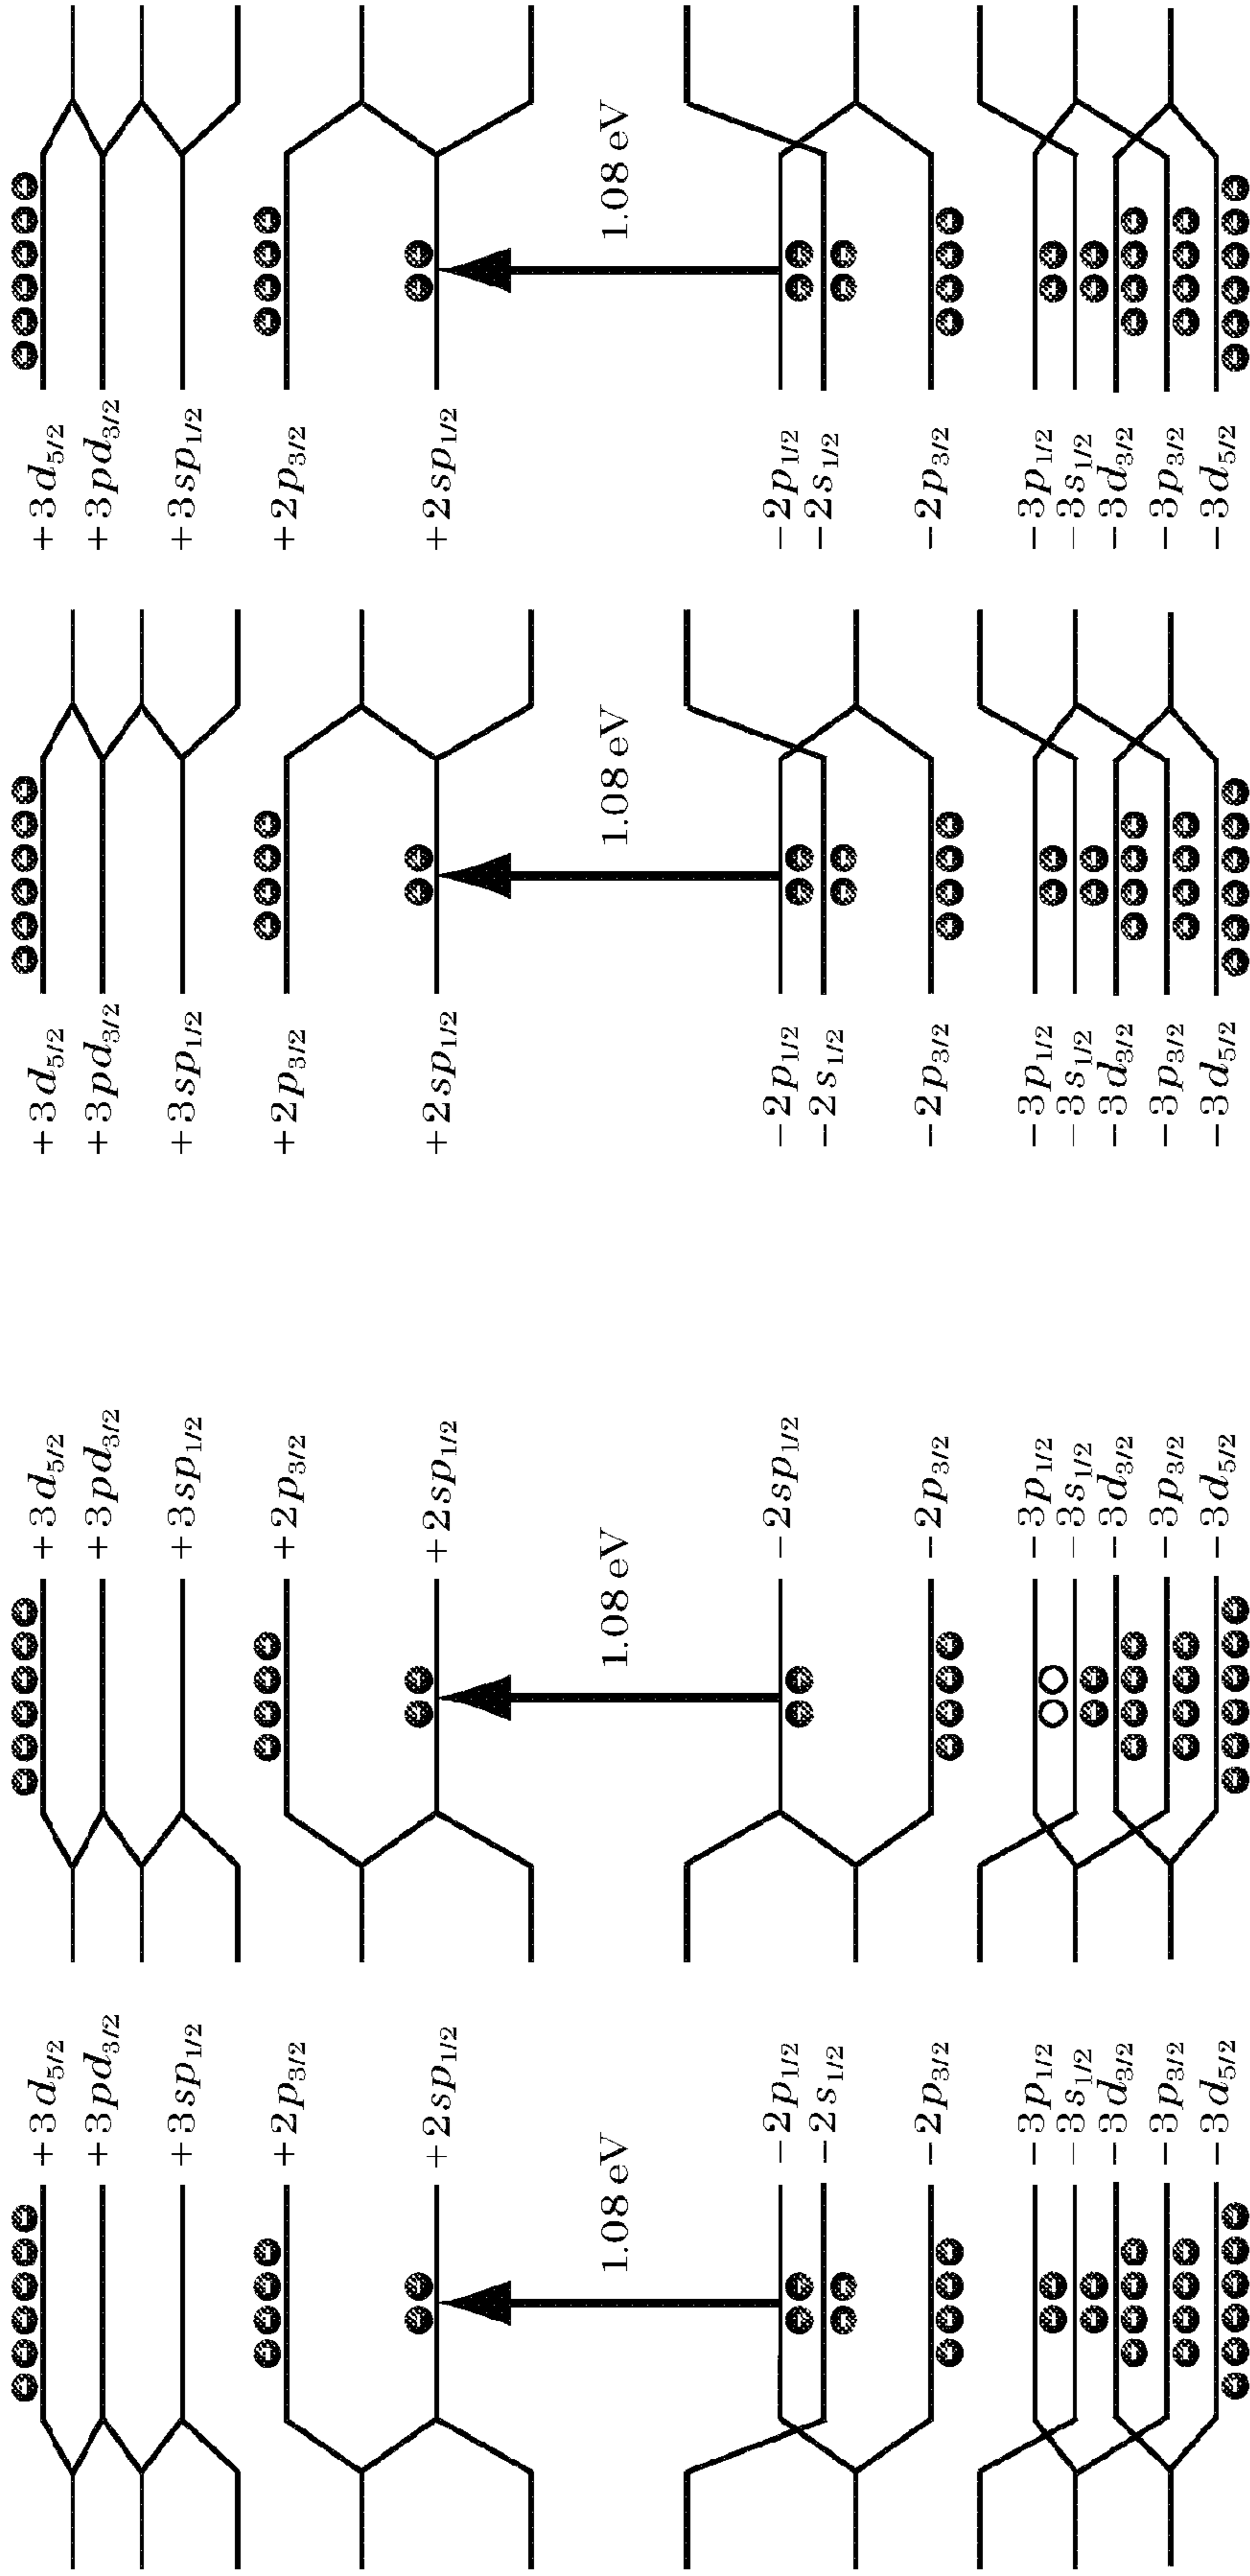 +3d5/2
+3pd3/2
+3sp1/2
+2p3/2
+2sp1/2
1.08 eV
−2p1/2
−2s1/2
−2p3/2
−3p1/2
−3s1/2
−3d3/2
−3p3/2
−3d5/2
+3d5/2
+3pd3/2
+3sp1/2
+2p3/2
+2sp1/2
1.08 eV
−2sp1/2
−2p3/2
−3p1/2
−3s1/2
−3d3/2
−3p3/2
−3d5/2
+3d5/2
+3pd3/2
+3sp1/2
+2p3/2
+2sp1/2
1.08 eV
−2p1/2
−2s1/2
−2p3/2
−3p1/2
−3s1/2
−3d3/2
−3p3/2
−3d5/2
+3d5/2
+3pd3/2
+3sp1/2
+2p3/2
+2sp1/2
1.08 eV
−2p1/2
−2s1/2
−2p3/2
−3p1/2
−3s1/2
−3d3/2
−3p3/2
−3d5/2